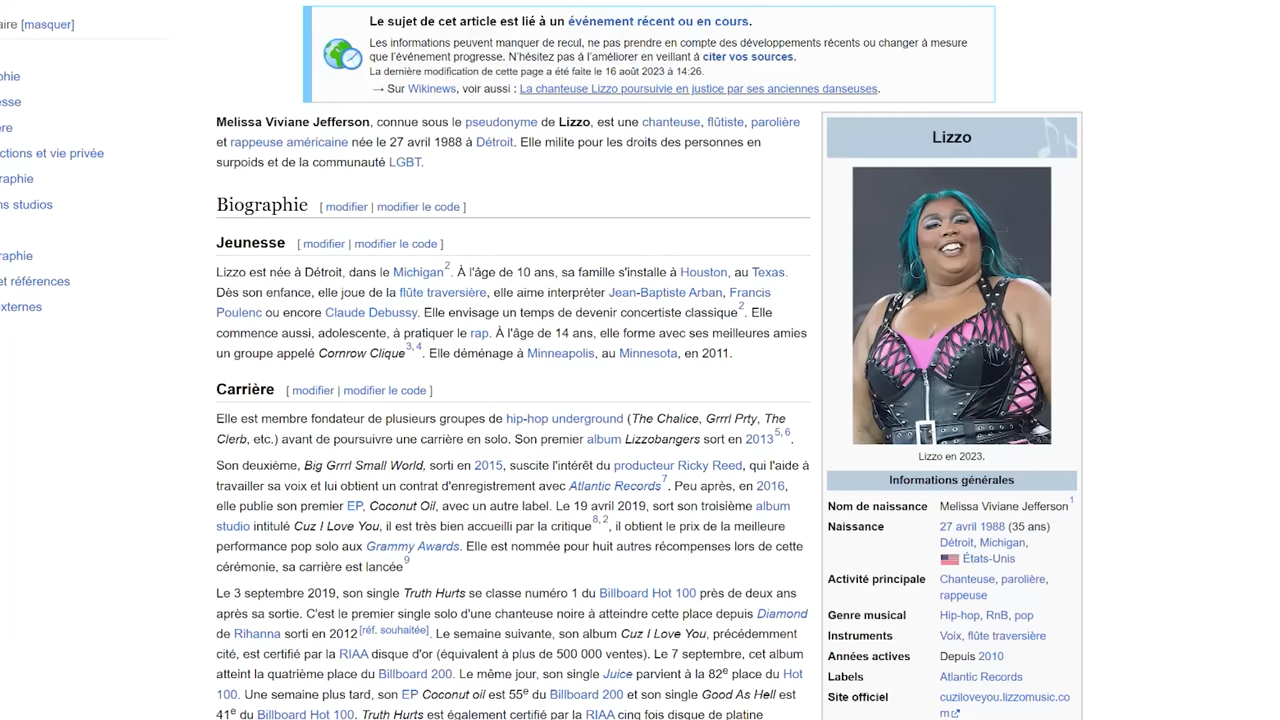 aire [masquer]
phie
esse
ère
ctions et vie privée
raphie
ns studios
raphie
et références
externes
Le sujet de cet article est lié à un événement récent ou en cours.
Les informations peuvent manquer de recul, ne pas prendre en compte des développements récents ou changer à mesure
que l'événement progresse. N'hésitez pas à l'améliorer en veillant à citer vos sources.
La dernière modification de cette page a été faite le 16 août 2023 à 14:26.
→ Sur Wikinews, voir aussi : La chanteuse Lizzo poursuivie en justice par ses anciennes danseuses.
Melissa Viviane Jefferson, connue sous le pseudonyme de Lizzo, est une chanteuse, flûtiste, parolière
et rappeuse américaine née le 27 avril 1988 à Détroit. Elle milite pour les droits des personnes en
surpoids et de la communauté LGBT.
Biographie [ modifier | modifier le code ]
Jeunesse [ modifier | modifier le code ]
Lizzo est née à Détroit, dans le Michigan2. À l'âge de 10 ans, sa famille s'installe à Houston, au Texas.
Dès son enfance, elle joue de la flûte traversière, elle aime interpréter Jean-Baptiste Arban, Francis
Poulenc ou encore Claude Debussy. Elle envisage un temps de devenir concertiste classique2. Elle
commence aussi, adolescente, à pratiquer le rap. À l'âge de 14 ans, elle forme avec ses meilleures amies
un groupe appelé Cornrow Clique3, 4. Elle déménage à Minneapolis, au Minnesota, en 2011.
Carrière [ modifier | modifier le code ]
Elle est membre fondateur de plusieurs groupes de hip-hop underground (The Chalice, Grrrl Prty, The
Clerb, etc.) avant de poursuivre une carrière en solo. Son premier album Lizzobangers sort en 20135, 6.
Son deuxième, Big Grrrl Small World, sorti en 2015, suscite l'intérêt du producteur Ricky Reed, qui l'aide à
travailler sa voix et lui obtient un contrat d'enregistrement avec Atlantic Records7. Peu après, en 2016,
elle publie son premier EP, Coconut Oil, avec un autre label. Le 19 avril 2019, sort son troisième album
studio intitulé Cuz I Love You, il est très bien accueilli par la critique8, 2, il obtient le prix de la meilleure
performance pop solo aux Grammy Awards. Elle est nommée pour huit autres récompenses lors de cette
cérémonie, sa carrière est lancée9
Le 3 septembre 2019, son single Truth Hurts se classe numéro 1 du Billboard Hot 100 près de deux ans
après sa sortie. C'est le premier single solo d'une chanteuse noire à atteindre cette place depuis Diamond
de Rihanna sorti en 2012[réf. souhaitée]. Le semaine suivante, son album Cuz I Love You, précédemment
cité, est certifié par la RIAA disque d'or (équivalent à plus de 500 000 ventes). Le 7 septembre, cet album
atteint la quatrième place du Billboard 200. Le même jour, son single Juice parvient à la 82e place du Hot
100. Une semaine plus tard, son EP Coconut oil est 55e du Billboard 200 et son single Good As Hell est
41e du Billboard Hot 100. Truth Hurts est également certifié par la RIAA cinq fois disque de platine
Lizzo
Lizzo en 2023.
Informations générales
Nom de naissance Melissa Viviane Jefferson1
Naissance 27 avril 1988 (35 ans)
Détroit, Michigan,
États-Unis
Activité principale Chanteuse, parolière,
rappeuse
Genre musical Hip-hop, RnB, pop
Instruments Voix, flûte traversière
Années actives Depuis 2010
Labels Atlantic Records
Site officiel cuziloveyou.lizzomusic.co
m